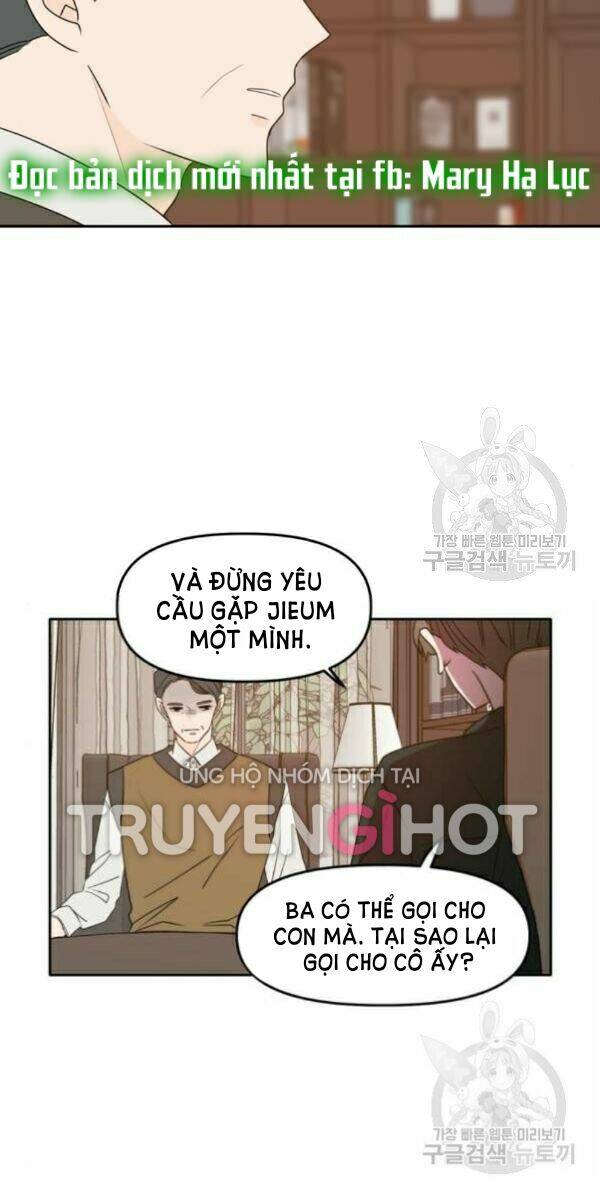 Đọc bản dịch mới nhất tại fb: Mary Hạ Lục
가장 빠른 웹툰 미리보기
구글검색 뉴토끼
VÀ ĐỪNG YÊU
CẦU GẶP JIEUM
MỘT MÌNH.
ỦNG HỘ NHÓM DỊCH TẠI
TRUYENGIHOT
BA CÓ THỂ GỌI CHO
CON MÀ. TẠI SAO LẠI
GỌI CHO CÔ ẤY?
가장 빠른 웹툰 미리보기
구글검색 뉴토끼